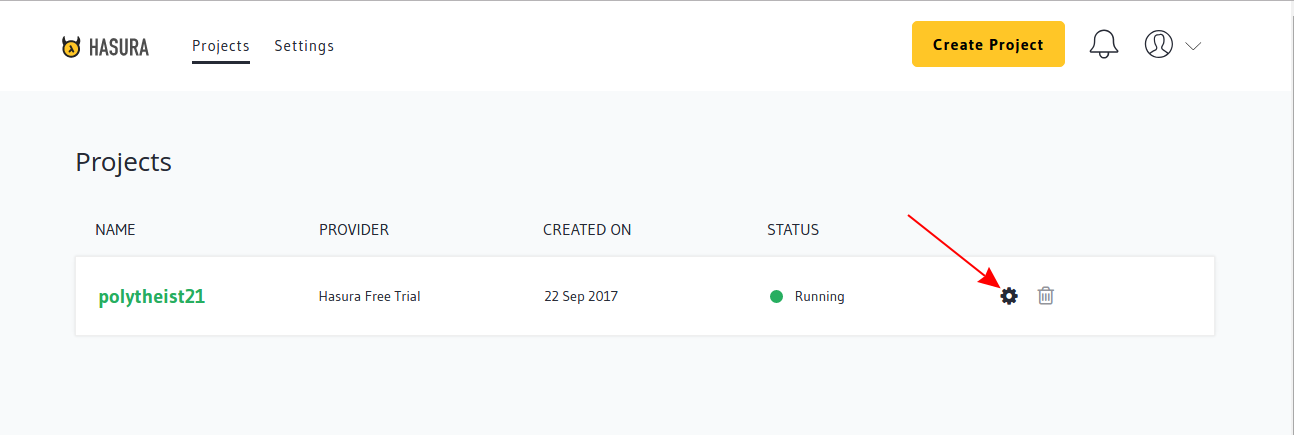 HASURA Projects Settings Create Project
Projects
NAME PROVIDER CREATED ON STATUS
polytheist21 Hasura Free Trial 22 Sep 2017 Running